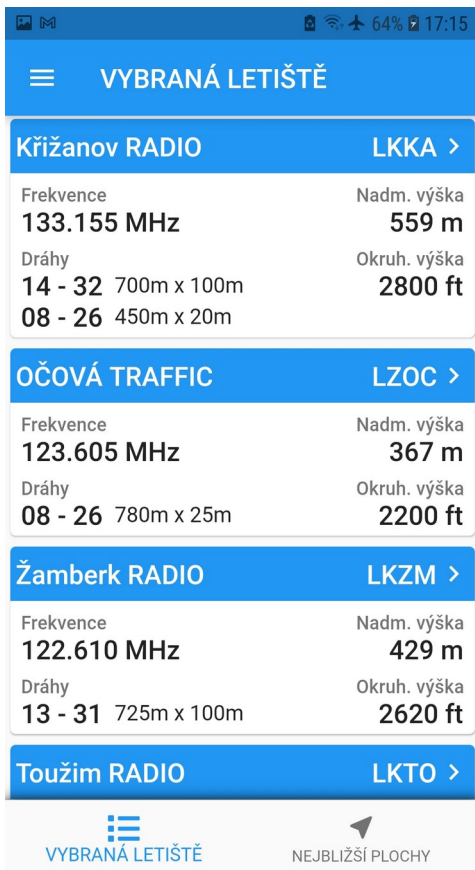 64% 17:15
VYBRANÁ LETIŠTĚ
Křižanov RADIO LKKA >
Frekvence Nadm. výška
133.155 MHz 559 m
Dráhy Okruh. výška
14 - 32 700m x 100m 2800 ft
08 - 26 450m x 20m
OČOVÁ TRAFFIC LZOC >
Frekvence Nadm. výška
123.605 MHz 367 m
Dráhy Okruh. výška
08 - 26 780m x 25m 2200 ft
Žamberk RADIO LKZM >
Frekvence Nadm. výška
122.610 MHz 429 m
Dráhy Okruh. výška
13 - 31 725m x 100m 2620 ft
Toužim RADIO LKTO >
VYBRANÁ LETIŠTĚ NEJBLIŽŠÍ PLOCHY